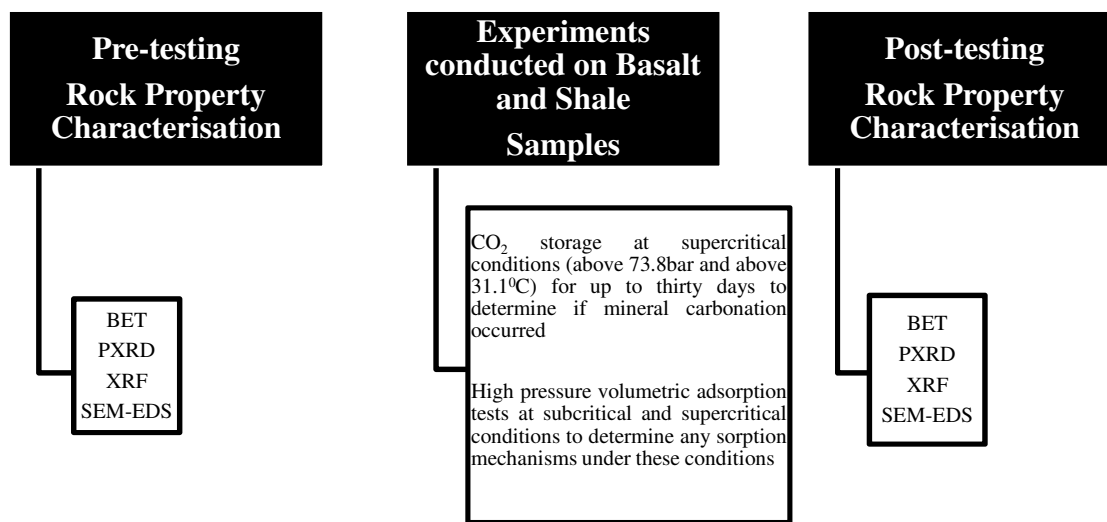 Pre-testing
Rock Property
Characterisation
Experiments
conducted on Basalt
and Shale
Samples
Post-testing
Rock Property
Characterisation
BET
PXRD
XRF
SEM-EDS
CO₂ storage at supercritical
conditions (above 73.8bar and above
31.1⁰C) for up to thirty days to
determine if mineral carbonation
occurred
High pressure volumetric adsorption
tests at subcritical and supercritical
conditions to determine any sorption
mechanisms under these conditions
BET
PXRD
XRF
SEM-EDS